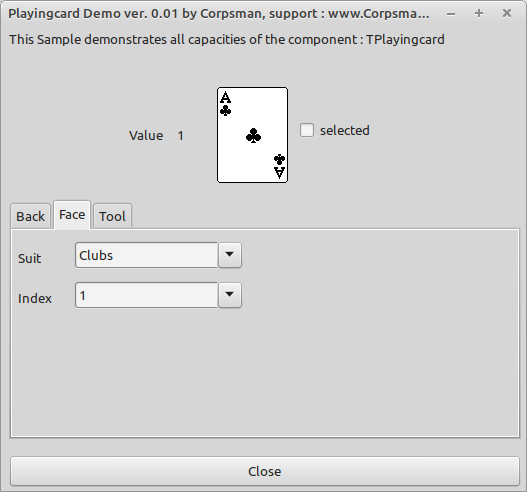 Playingcard Demo ver. 0.01 by Corpsman, support : www.Corpsma...
This Sample demonstrates all capacities of the component : TPlayingcard
A
Value 1
selected
A
Back Face Tool
Suit Clubs
Index 1
Close